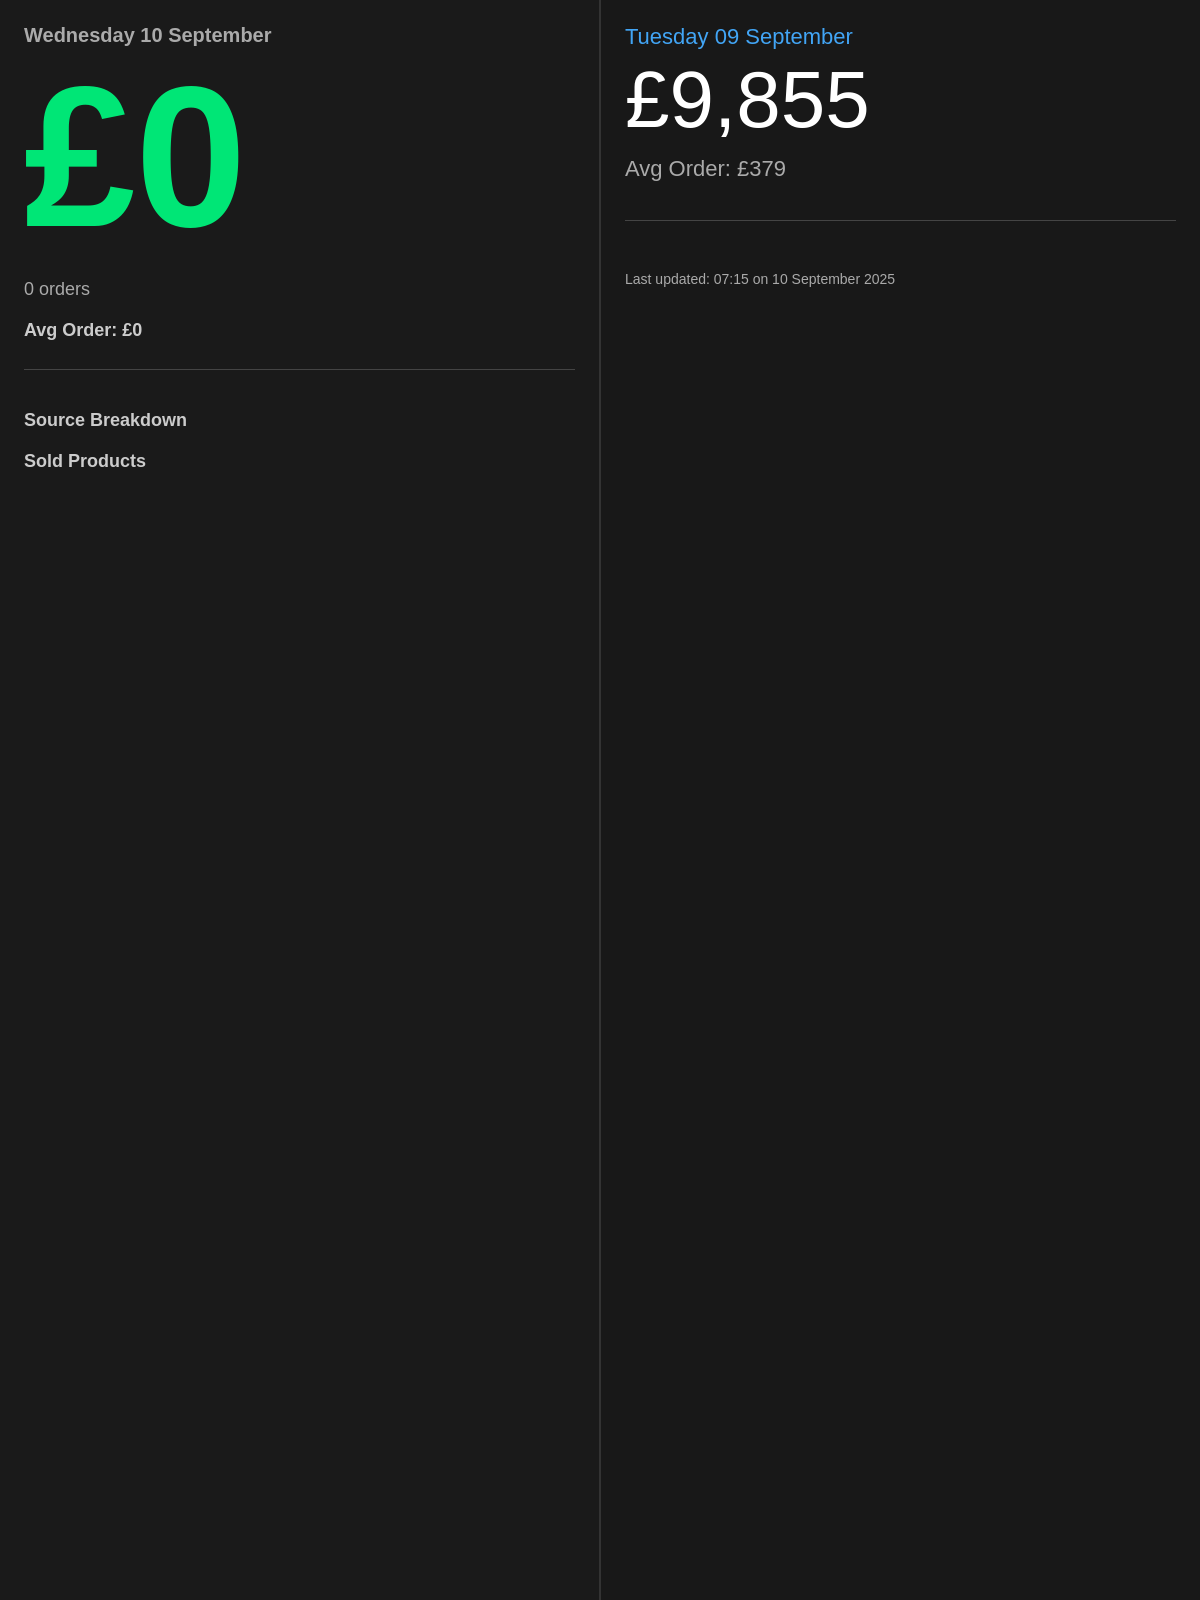 Wednesday 10 September
£0
0 orders
Avg Order: £0
Source Breakdown
Sold Products
Tuesday 09 September
£9,855
Avg Order: £379
Last updated: 07:15 on 10 September 2025